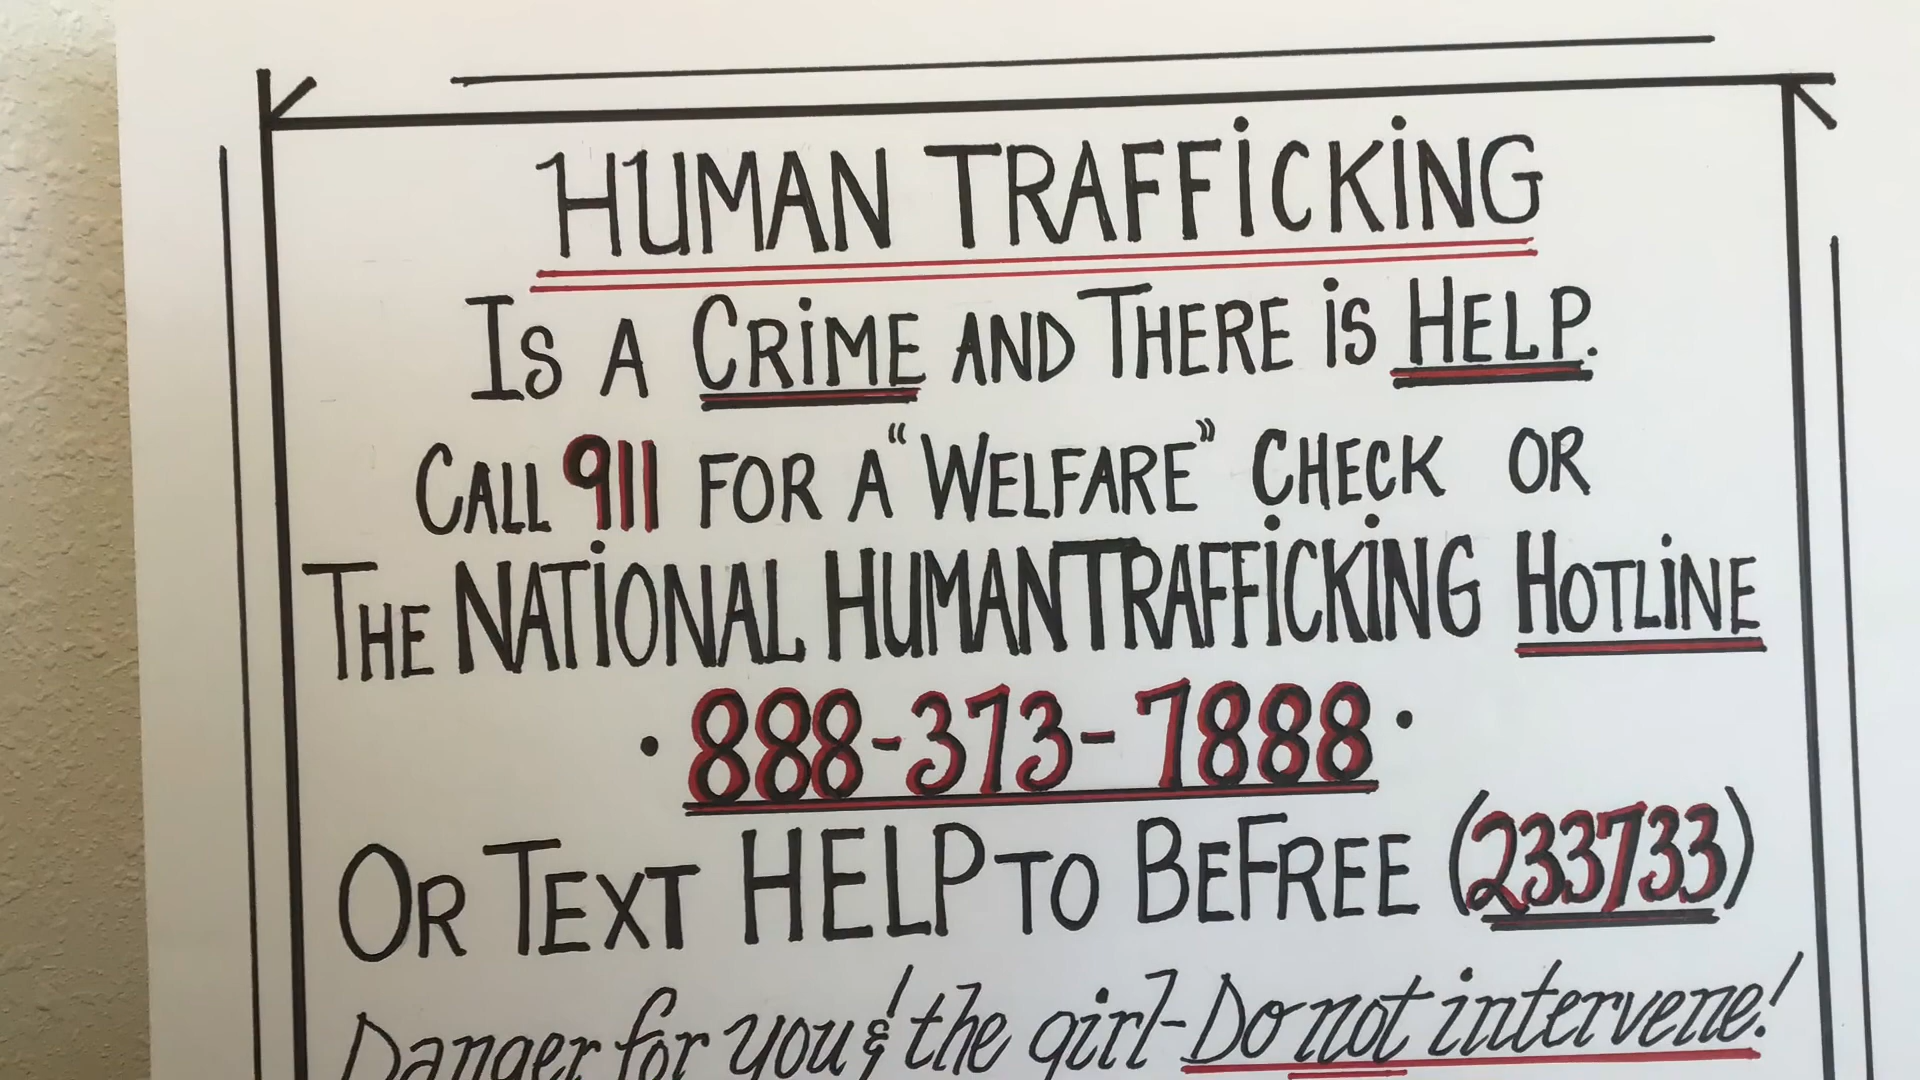 HUMAN TRAFFiCKiNG
Is A CRiME AND THERE is HELP.
CALL 911 FOR A "WELFARE" CHECK OR
THE NATiONAL HUMANTRAFFiCKiNG HOTLiNE
·888-373-7888·
OR TEXT HELP TO BEFREE (233733)
Danger for you & the girl-Do not intervene!